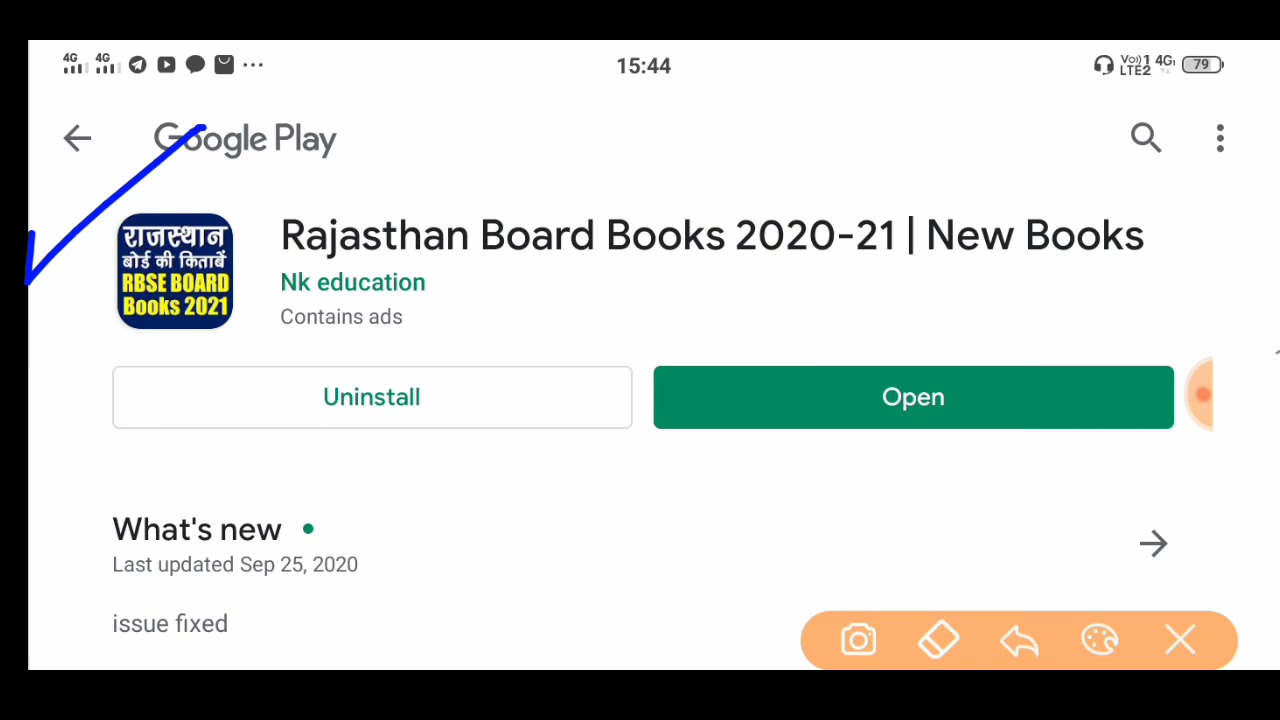 4G 4G 15:44 Vo)) 1 4G
LTE2 79
Google Play
राजस्थान
बोर्ड की किताबें
RBSE BOARD
Books 2021
Rajasthan Board Books 2020-21 | New Books
Nk education
Contains ads
Uninstall
Open
What's new
Last updated Sep 25, 2020
issue fixed